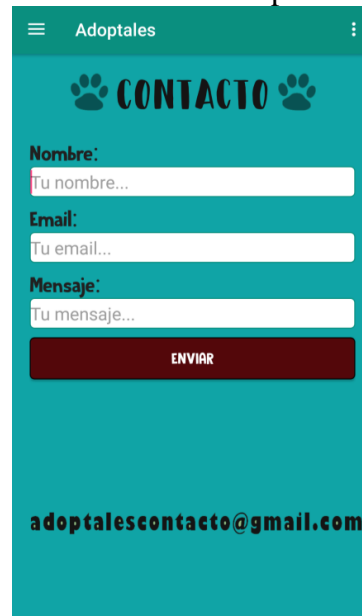 Adoptales
CONTACTO
Nombre:
Tu nombre...
Email:
Tu email...
Mensaje:
Tu mensaje...
ENVIAR
adoptalescontacto@gmail.com